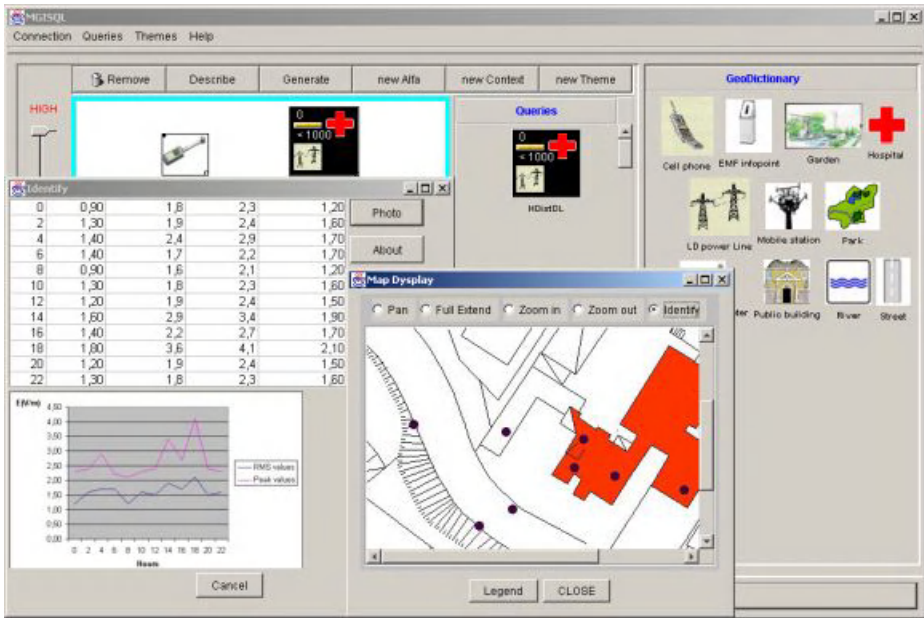 MGISQL
Connection Queries Themes Help
Remove Describe Generate new Alfa new Context new Theme
HIGH
0
< 1000
Queries
0
< 1000
HDistDL
GeoDictionary
Cell phone EMF infopoint Garden Hospital
LD power Line Mobile station Park
Public building River Street
Identify
0 0,90 1,8 2,3 1,20
2 1,30 1,9 2,4 1,60
4 1,40 2,4 2,9 1,70
6 1,40 1,7 2,2 1,70
8 0,90 1,6 2,1 1,20
10 1,30 1,8 2,3 1,60
12 1,20 1,9 2,4 1,50
14 1,60 2,9 3,4 1,90
16 1,40 2,2 2,7 1,70
18 1,80 3,6 4,1 2,10
20 1,20 1,9 2,4 1,50
22 1,30 1,8 2,3 1,60
Photo
About
E(V/m)
4,50
4,00
3,50
3,00
2,50
2,00
1,50
1,00
0,50
0,00
0 2 4 6 8 10 12 14 16 18 20 22
Hours
RMS values
Peak values
Cancel
Map Dysplay
Pan Full Extend Zoom in Zoom out Identify
Legend CLOSE